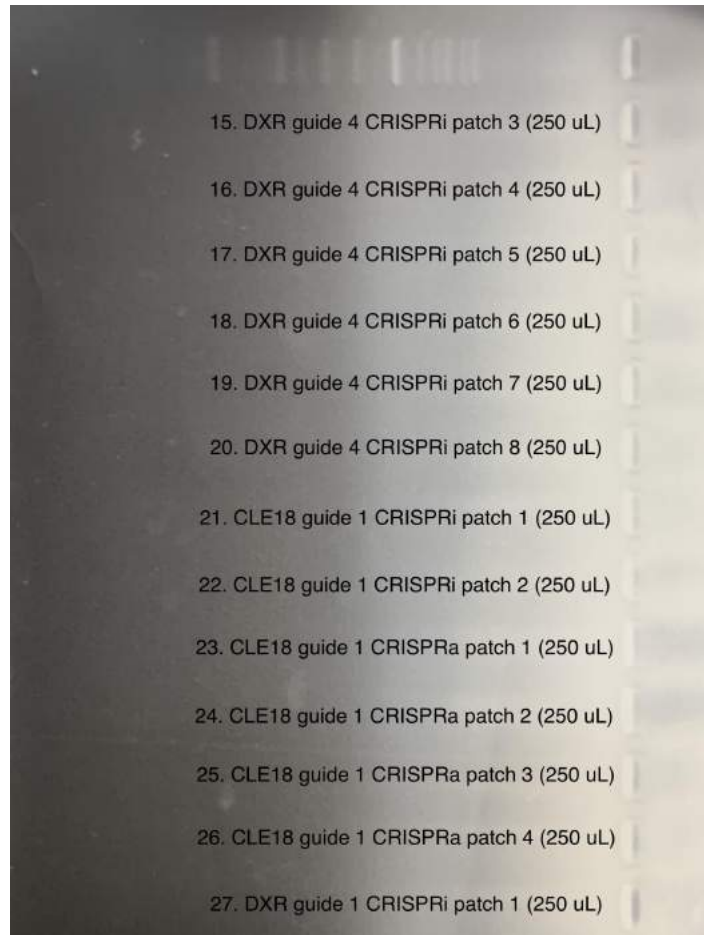 15. DXR guide 4 CRISPRi patch 3 (250 uL)
16. DXR guide 4 CRISPRi patch 4 (250 uL)
17. DXR guide 4 CRISPRi patch 5 (250 uL)
18. DXR guide 4 CRISPRi patch 6 (250 uL)
19. DXR guide 4 CRISPRi patch 7 (250 uL)
20. DXR guide 4 CRISPRi patch 8 (250 uL)
21. CLE18 guide 1 CRISPRi patch 1 (250 uL)
22. CLE18 guide 1 CRISPRi patch 2 (250 uL)
23. CLE18 guide 1 CRISPRa patch 1 (250 uL)
24. CLE18 guide 1 CRISPRa patch 2 (250 uL)
25. CLE18 guide 1 CRISPRa patch 3 (250 uL)
26. CLE18 guide 1 CRISPRa patch 4 (250 uL)
27. DXR guide 1 CRISPRi patch 1 (250 uL)